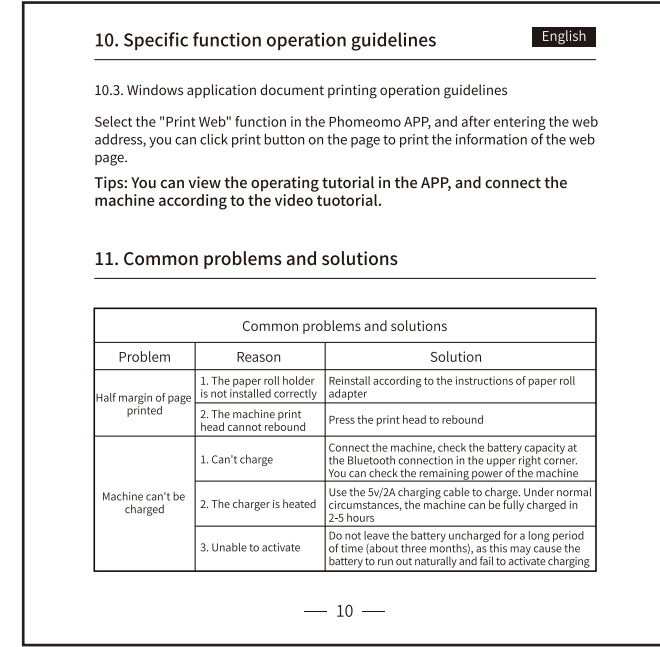 10. Specific function operation guidelines
English
10.3. Windows application document printing operation guidelines
Select the "Print Web" function in the Phomeomo APP, and after entering the web
address, you can click print button on the page to print the information of the web
page.
Tips: You can view the operating tutorial in the APP, and connect the
machine according to the video tuotorial.
11. Common problems and solutions
Common problems and solutions
Problem
Reason
Solution
Half margin of page
printed
1. The paper roll holder
is not installed correctly
Reinstall according to the instructions of paper roll
adapter
2. The machine print
head cannot rebound
Press the print head to rebound
Machine can't be
charged
1. Can't charge
Connect the machine, check the battery capacity at
the Bluetooth connection in the upper right corner.
You can check the remaining power of the machine
2. The charger is heated
Use the 5v/2A charging cable to charge. Under normal
circumstances, the machine can be fully charged in
2-5 hours
3. Unable to activate
Do not leave the battery uncharged for a long period
of time (about three months), as this may cause the
battery to run out naturally and fail to activate charging
10